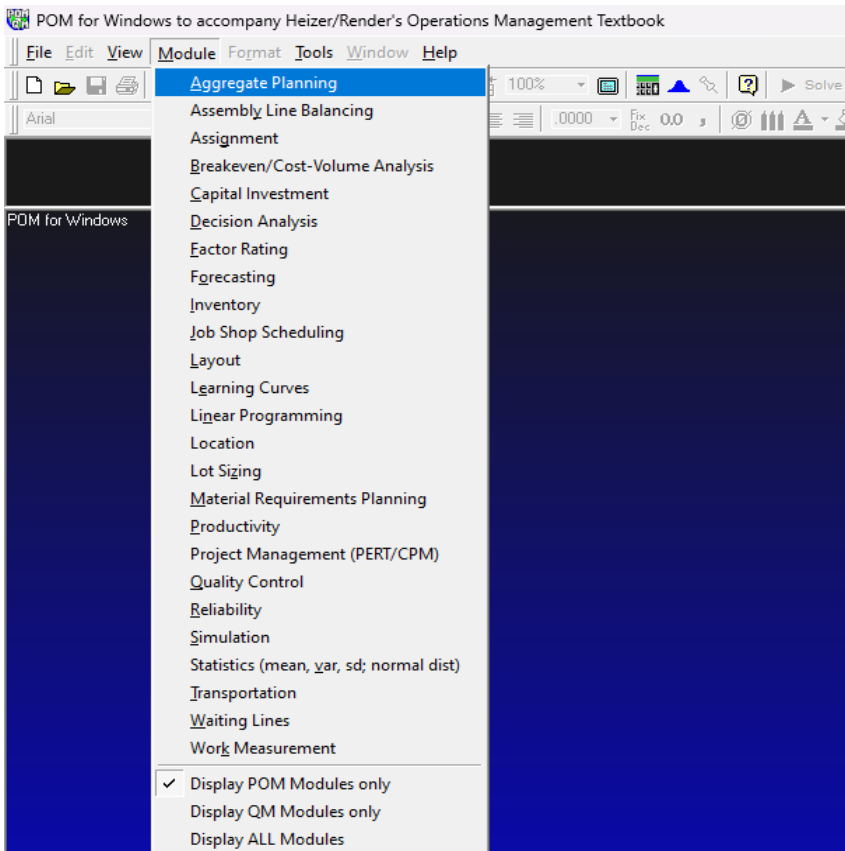 POM for Windows to accompany Heizer/Render's Operations Management Textbook
File Edit View Module Format Tools Window Help
100% Solve
Arial .0000 Fix Dec 0.0 ,
POM for Windows
Aggregate Planning
Assembly Line Balancing
Assignment
Breakeven/Cost-Volume Analysis
Capital Investment
Decision Analysis
Factor Rating
Forecasting
Inventory
Job Shop Scheduling
Layout
Learning Curves
Linear Programming
Location
Lot Sizing
Material Requirements Planning
Productivity
Project Management (PERT/CPM)
Quality Control
Reliability
Simulation
Statistics (mean, var, sd; normal dist)
Transportation
Waiting Lines
Work Measurement
Display POM Modules only
Display QM Modules only
Display ALL Modules